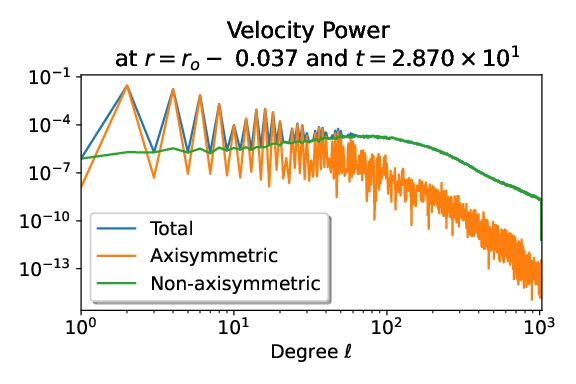 Velocity Power
at r = r_o − 0.037 and t = 2.870 × 10^1
10^−1
10^−4
10^−7
10^−10
10^−13
Total
Axisymmetric
Non-axisymmetric
10^0 10^1 10^2 10^3
Degree ℓ